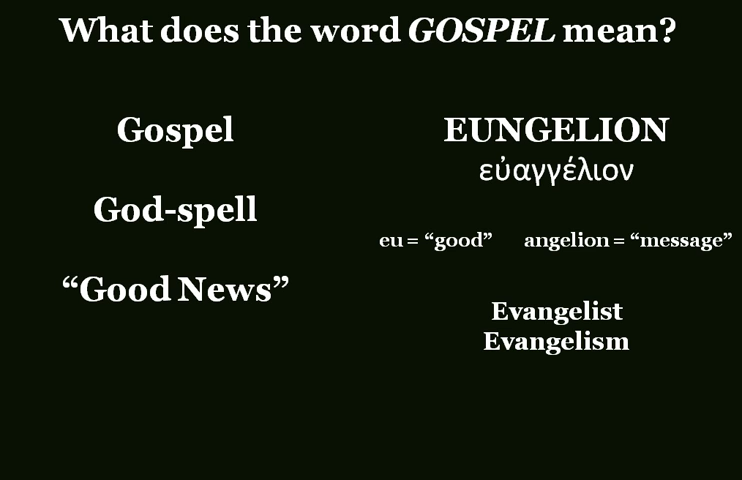 What does the word GOSPEL mean?
Gospel
God-spell
“Good News”
EUNGELION
εὐαγγέλιον
eu = “good” angelion = “message”
Evangelist
Evangelism